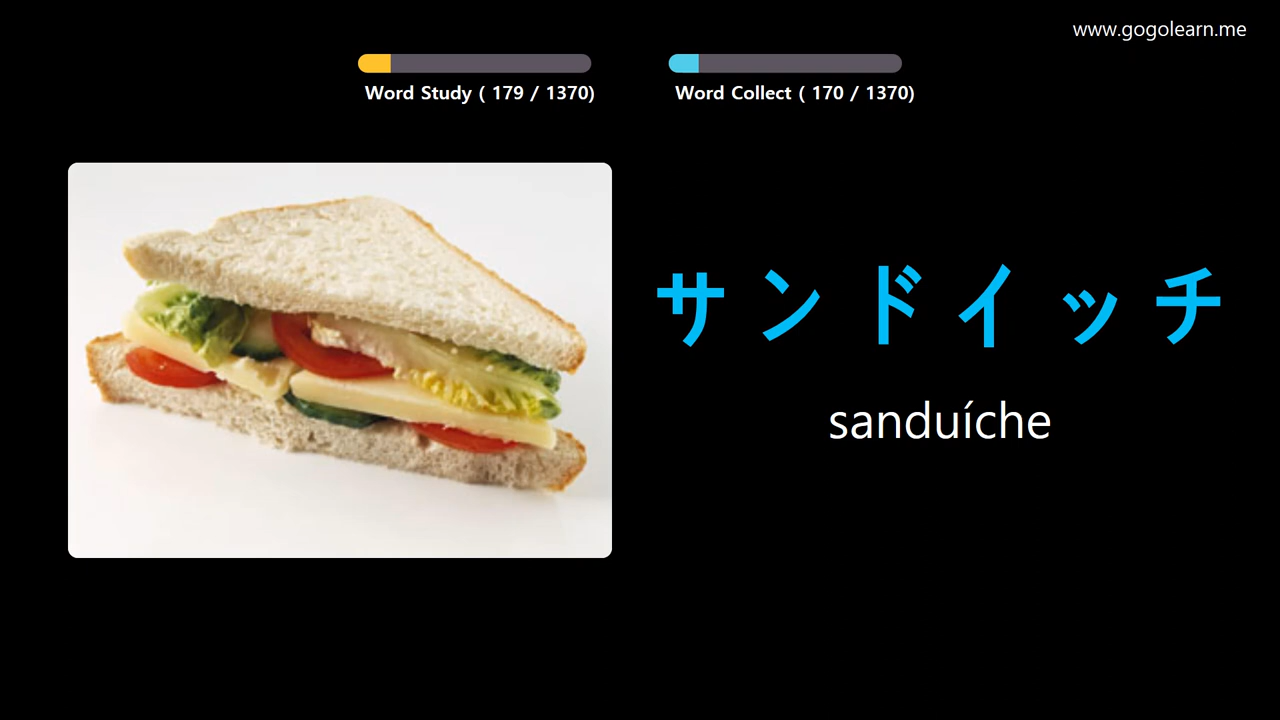 www.gogolearn.me
Word Study ( 179 / 1370)
Word Collect ( 170 / 1370)
サンドイッチ
sanduíche